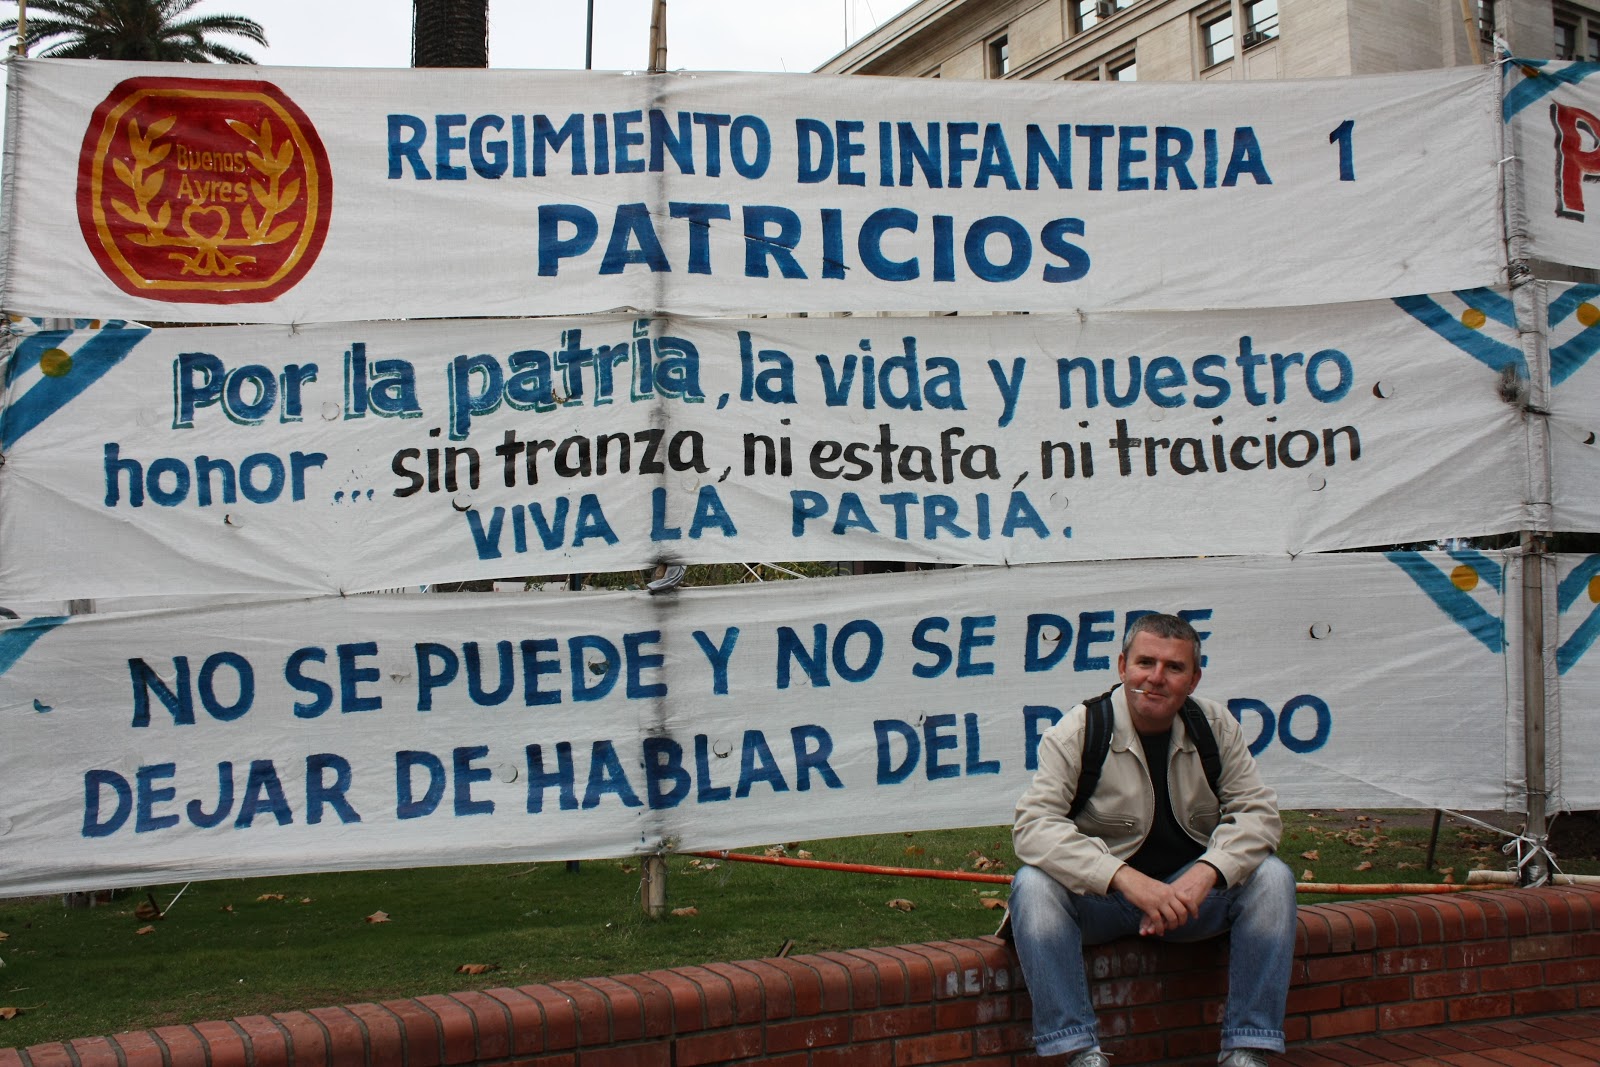 Buenos
Ayres
REGIMIENTO DE INFANTERIA 1
PATRICIOS
Por la patria, la vida y nuestro
honor... sin tranza, ni estafa, ni traicion
VIVA LA PATRIA.
NO SE PUEDE Y NO SE DEBE
DEJAR DE HABLAR DEL
P